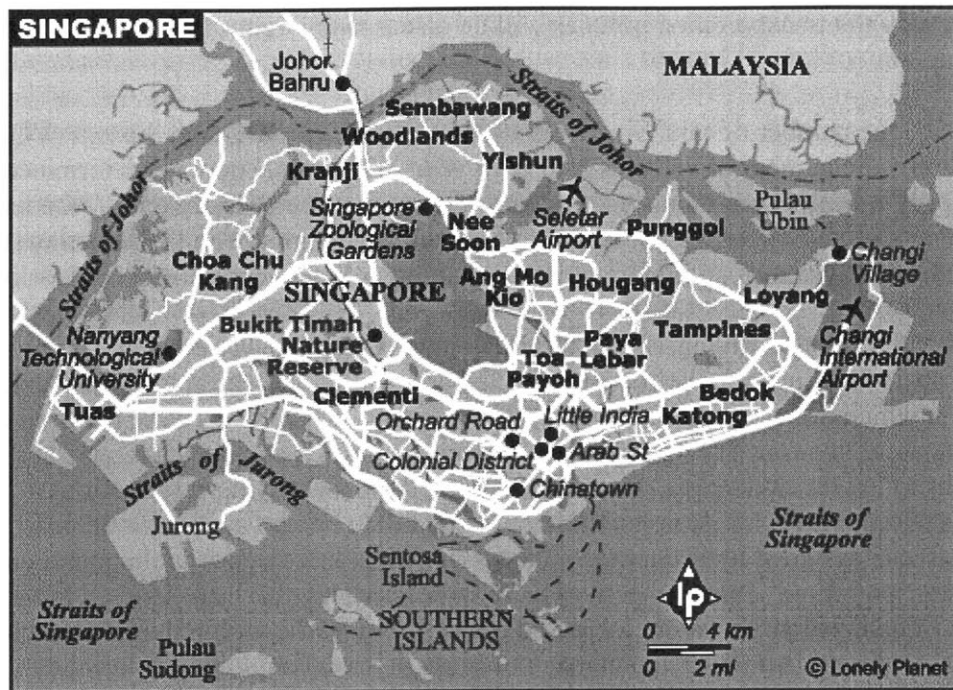 SINGAPORE
Johor
Bahru
MALAYSIA
Straits of Johor
Sembawang
Woodlands
Yishun
Kranji
Straits of Johor
Singapore
Zoological
Gardens
Nee
Soon
Seletar
Airport
Punggol
Pulau
Ubin
Changi
Village
Choa Chu
Kang
SINGAPORE
Ang Mo
Kio
Hougang
Loyang
Nanyang
Technological
University
Bukit Timah
Nature
Reserve
Paya
Lebar
Tampines
Changi
International
Airport
Toa
Payoh
Tuas
Clementi
Bedok
Katong
Little India
Orchard Road
Colonial District
Arab St
Chinatown
Straits of Jurong
Jurong
Straits of
Singapore
Sentosa
Island
SOUTHERN
ISLANDS
Straits of
Singapore
Pulau
Sudong
lp
0 4 km
0 2 mi
© Lonely Planet